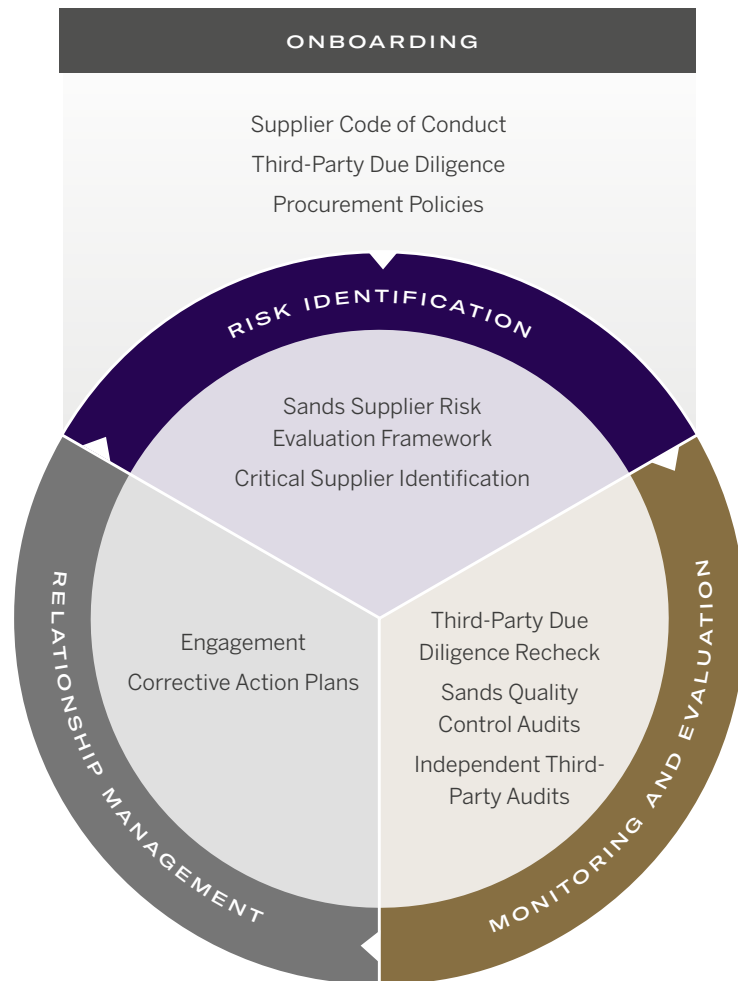 ONBOARDING
Supplier Code of Conduct
Third-Party Due Diligence
Procurement Policies
RISK IDENTIFICATION
Sands Supplier Risk
Evaluation Framework
Critical Supplier Identification
MONITORING AND EVALUATION
Third-Party Due
Diligence Recheck
Sands Quality
Control Audits
Independent Third-
Party Audits
RELATIONSHIP MANAGEMENT
Engagement
Corrective Action Plans